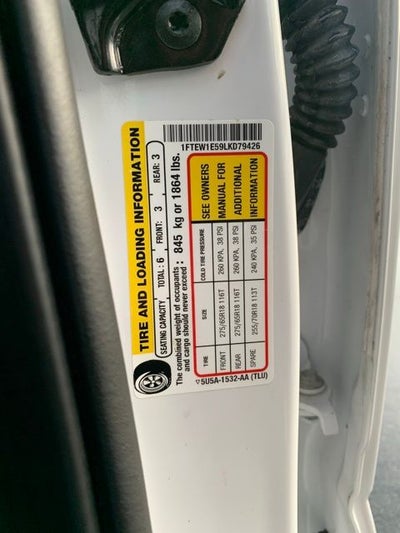 1FTEW1E59LKD79426
TIRE AND LOADING INFORMATION
SEATING CAPACITY TOTAL: 6 FRONT: 3 REAR: 3
The combined weight of occupants
and cargo should never exceed : 845 kg or 1864 lbs.
TIRE SIZE COLD TIRE PRESSURE SEE OWNERS
FRONT 275/65R18 116T 260 KPA, 38 PSI MANUAL FOR
REAR 275/65R18 116T 260 KPA, 38 PSI ADDITIONAL
SPARE 255/70R18 113T 240 KPA, 35 PSI INFORMATION
5U5A-1532-AA (TLU)